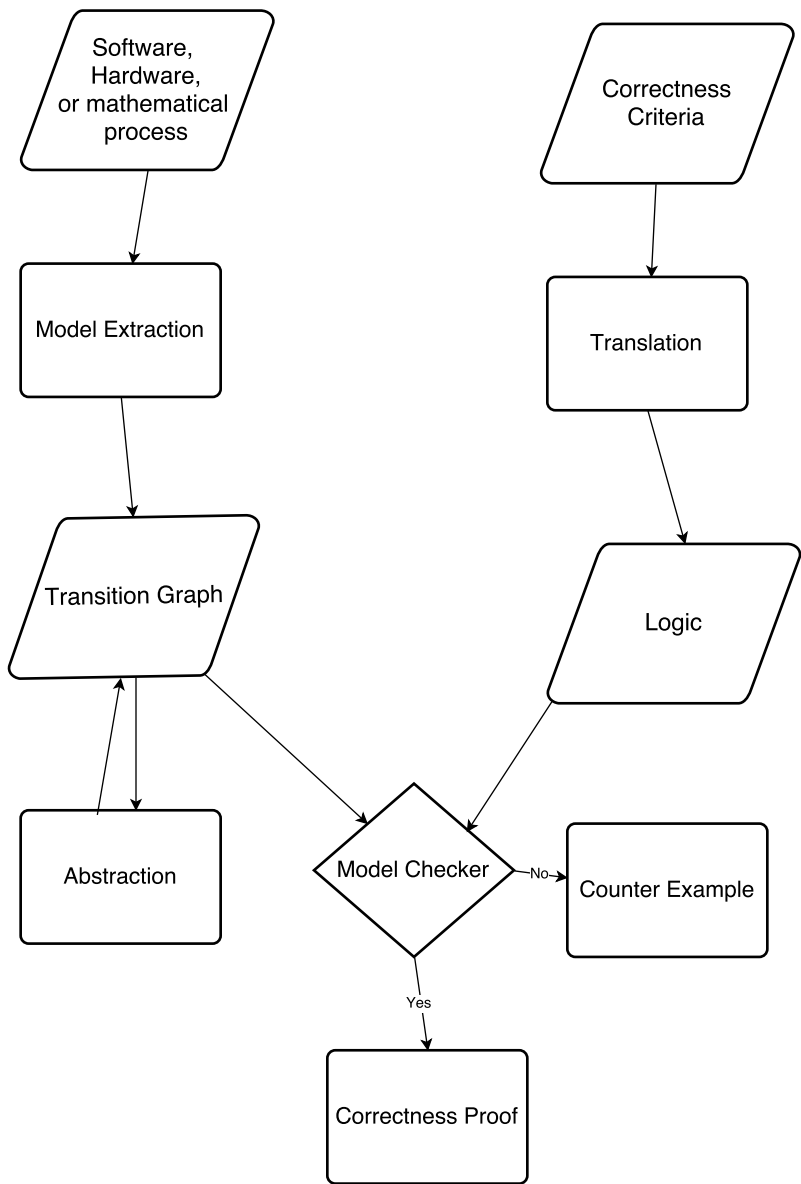 Software,
Hardware,
or mathematical
process
Correctness
Criteria
Model Extraction
Translation
Transition Graph
Logic
Abstraction
Model Checker
No
Counter Example
Yes
Correctness Proof